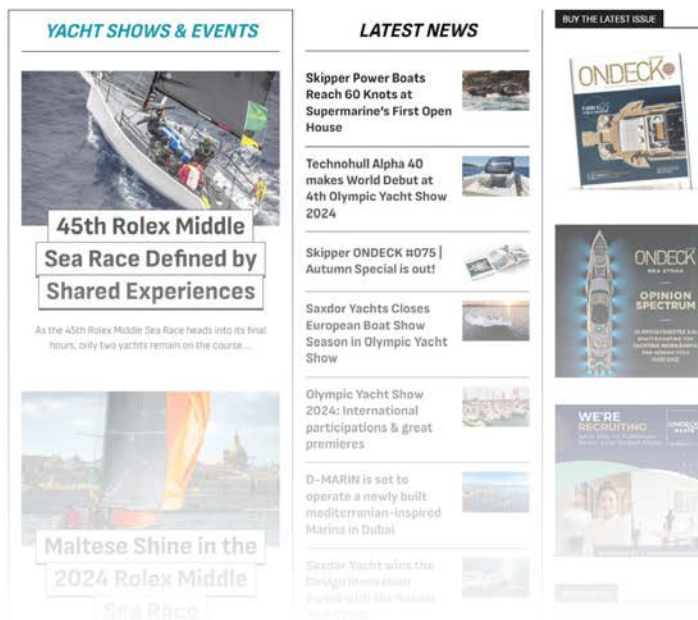 YACHT SHOWS & EVENTS
45th Rolex Middle
Sea Race Defined by
Shared Experiences
As the 45th Rolex Middle Sea Race heads into its final
hours, only two yachts remain on the course....
Maltese Shine in the
2024 Rolex Middle
Sea Race
LATEST NEWS
Skipper Power Boats
Reach 60 Knots at
Supermarine's First Open
House
Technohull Alpha 40
makes World Debut at
4th Olympic Yacht Show
2024
Skipper ONDECK #075 |
Autumn Special is out!
Saxdor Yachts Closes
European Boat Show
Season in Olympic Yacht
Show
Olympic Yacht Show
2024: International
participations & great
premieres
D-MARIN is set to
operate a newly built
mediterranean-inspired
Marina in Dubai
Saxdor Yacht wins the
Design Innovation
Award with the Saxdor
BUY THE LATEST ISSUE
ONDECK
ONDECK
OPINION
SPECTRUM
WE'RE
RECRUITING
ONDECK